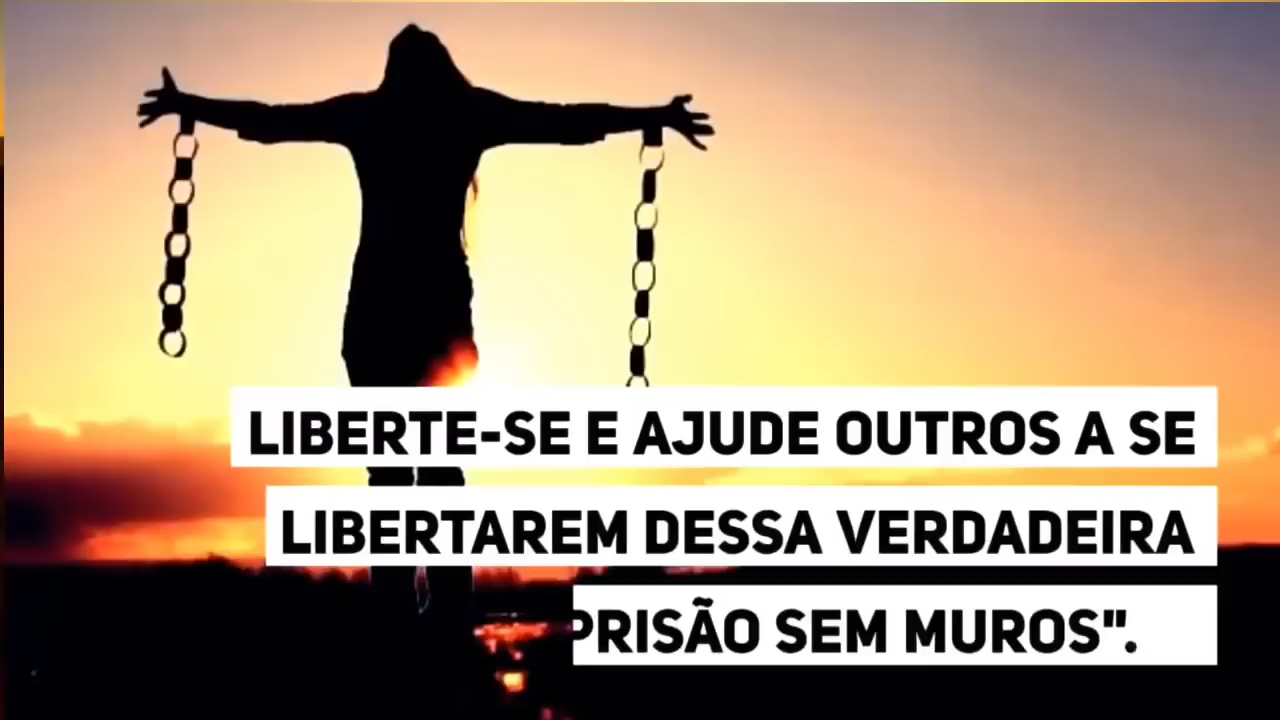 LIBERTE-SE E AJUDE OUTROS A SE
LIBERTAREM DESSA VERDADEIRA
PRISÃO SEM MUROS".